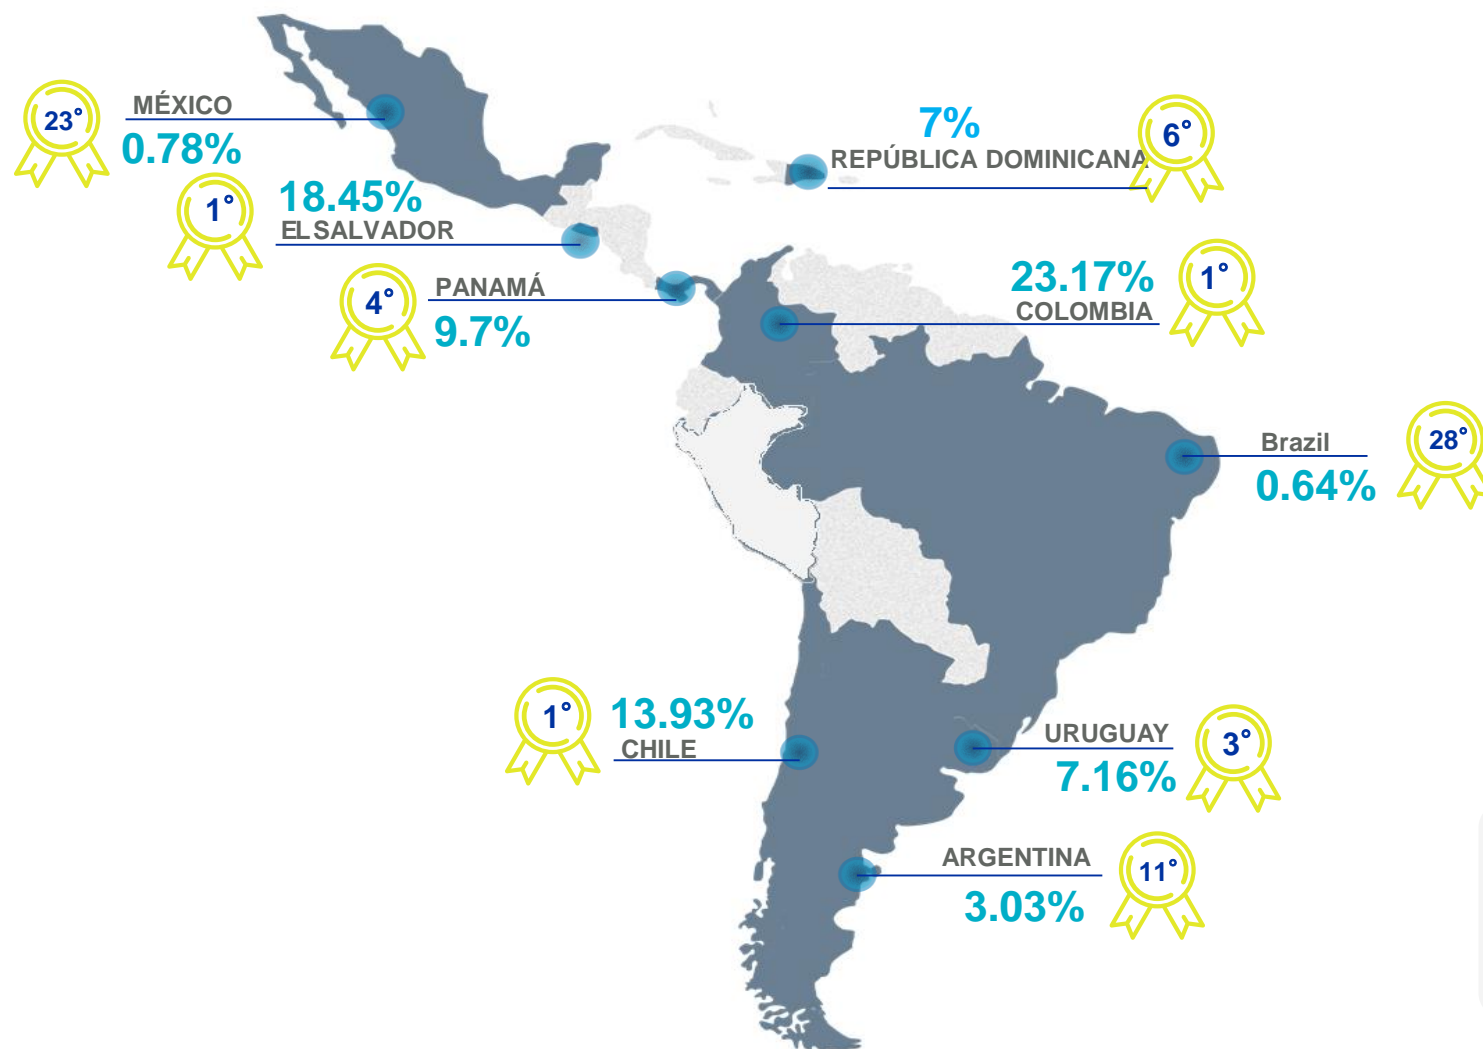 23°
MÉXICO
0.78%
7%
REPÚBLICA DOMINICANA
6°
1°
18.45%
EL SALVADOR
4°
PANAMÁ
9.7%
23.17%
COLOMBIA
1°
Brazil
0.64%
28°
1°
13.93%
CHILE
URUGUAY
7.16%
3°
ARGENTINA
3.03%
11°